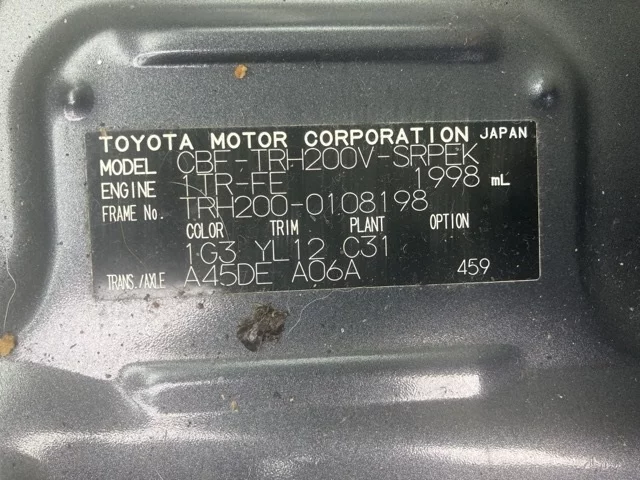 TOYOTA MOTOR CORPORATION JAPAN
MODEL CBF-TRH200V-SRPEK
ENGINE 1TR-FE 1998 mL
FRAME No. TRH200-0108198
COLOR TRIM PLANT OPTION
1G3 YL12 C31
TRANS./AXLE A45DE A06A 459